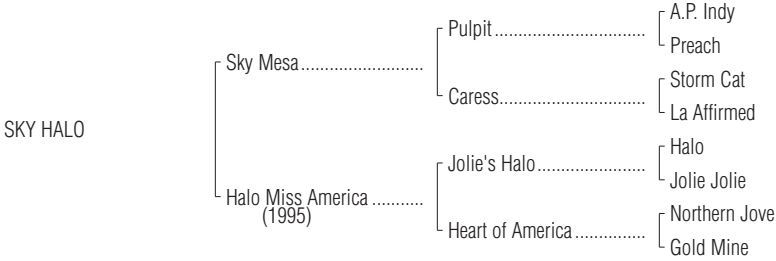 A.P. Indy
Pulpit
Preach
Sky Mesa
Storm Cat
Caress
La Affirmed
SKY HALO
Halo
Jolie's Halo
Jolie Jolie
Halo Miss America
(1995)
Northern Jove
Heart of America
Gold Mine